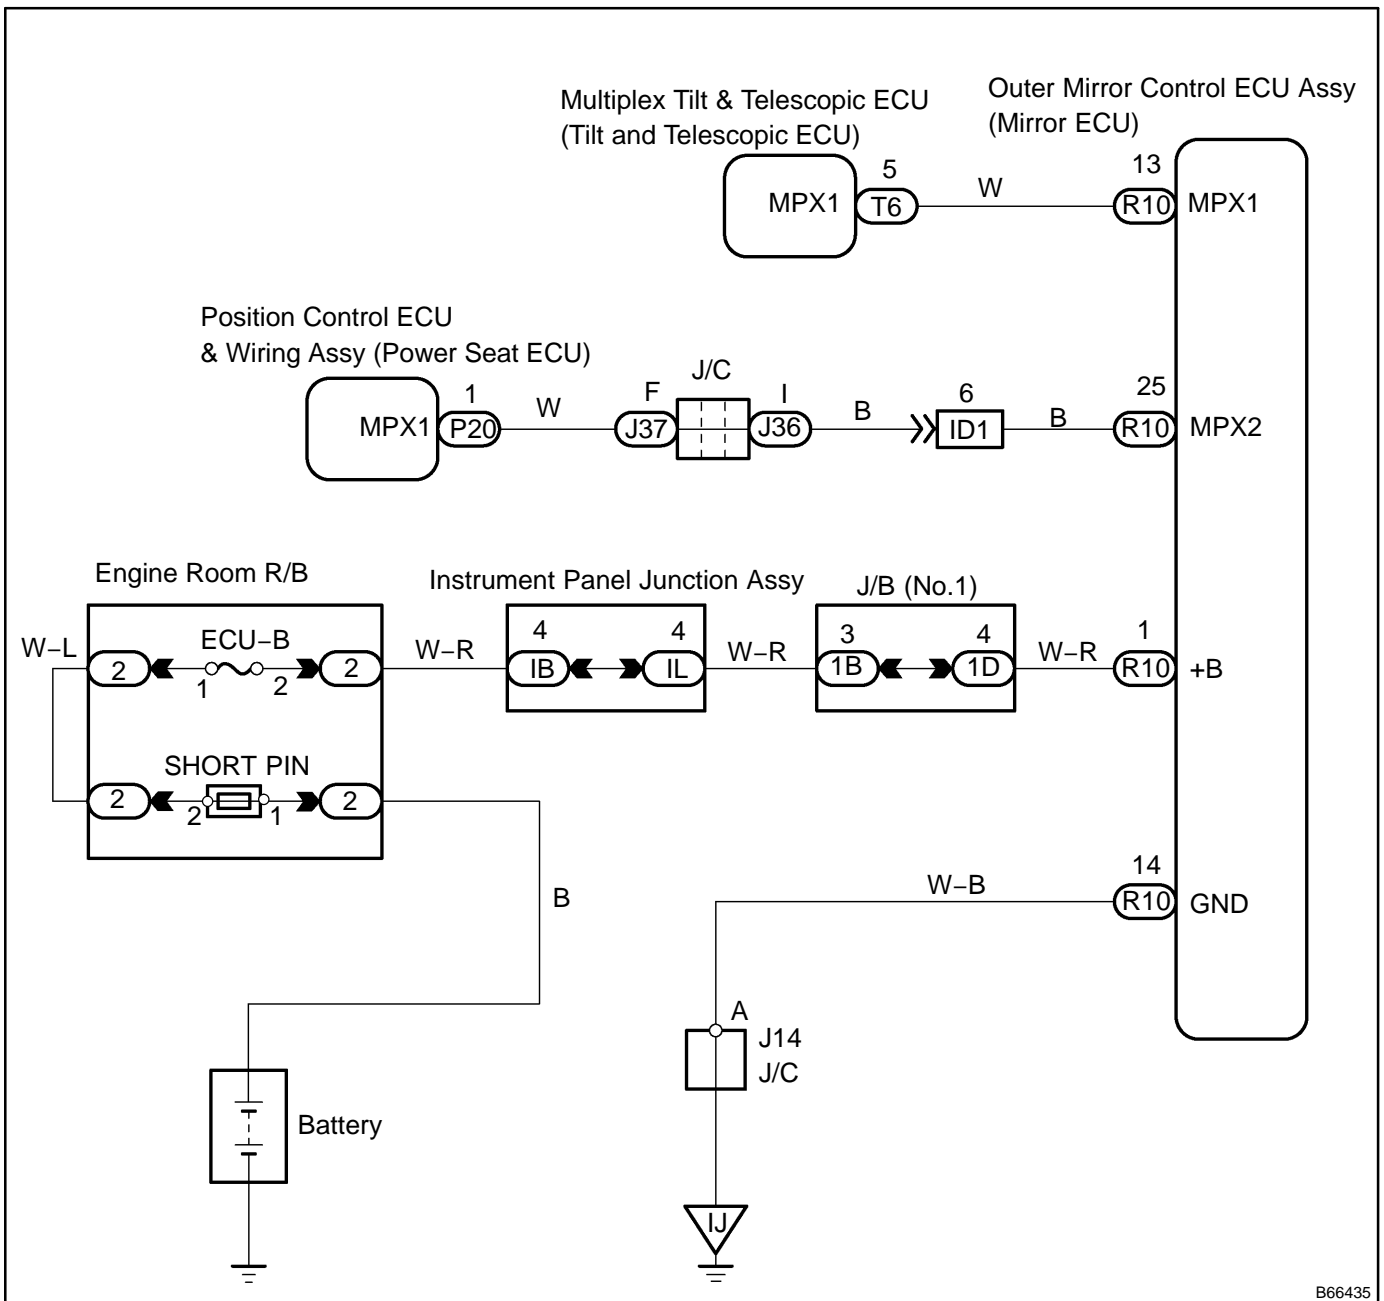 Multiplex Tilt & Telescopic ECU
(Tilt and Telescopic ECU)
Outer Mirror Control ECU Assy
(Mirror ECU)
MPX1
5
T6
W
13
R10
MPX1
Position Control ECU
& Wiring Assy (Power Seat ECU)
MPX1
1
P20
W
F
J37
J/C
I
J36
B
6
ID1
B
25
R10
MPX2
Engine Room R/B
Instrument Panel Junction Assy
J/B (No.1)
W–L
2
ECU–B
1
2
2
W–R
4
IB
4
IL
W–R
3
1B
4
1D
W–R
1
R10
+B
SHORT PIN
2
2
1
2
B
W–B
14
R10
GND
A
J14
J/C
Battery
IJ
B66435